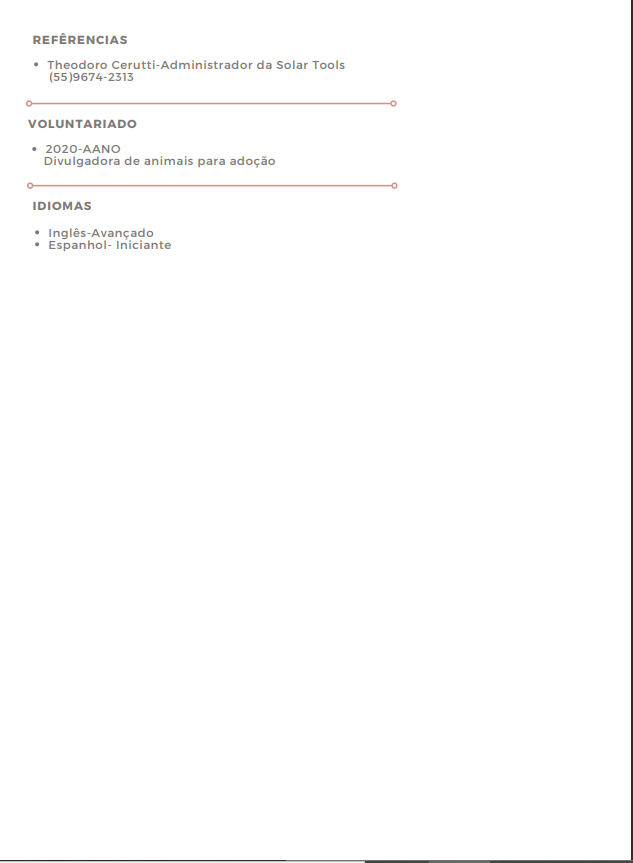 REFÊRENCIAS
• Theodoro Cerutti-Administrador da Solar Tools
(55)9674-2313
VOLUNTARIADO
• 2020-AANO
Divulgadora de animais para adoção
IDIOMAS
• Inglês-Avançado
• Espanhol- Iniciante